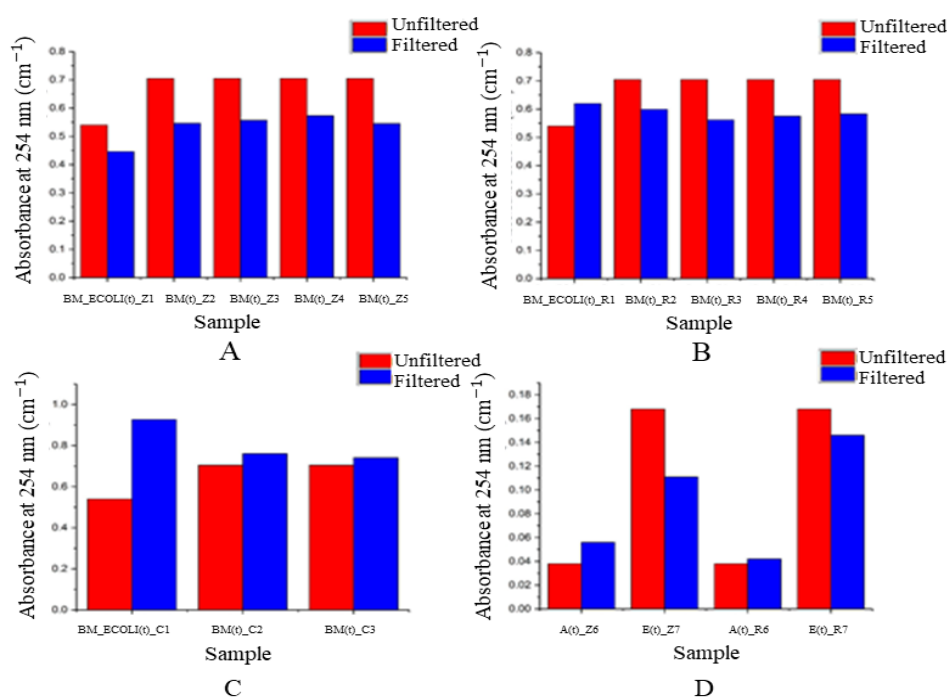 Unfiltered
Filtered
Absorbance at 254 nm (cm⁻¹)
0.8
0.7
0.6
0.5
0.4
0.3
0.2
0.1
0.0
BM_ECOLI(t)_Z1 BM(t)_Z2 BM(t)_Z3 BM(t)_Z4 BM(t)_Z5
Sample
A
Unfiltered
Filtered
Absorbance at 254 nm (cm⁻¹)
0.8
0.7
0.6
0.5
0.4
0.3
0.2
0.1
0.0
BM_ECOLI(t)_R1 BM(t)_R2 BM(t)_R3 BM(t)_R4 BM(t)_R5
Sample
B
Unfiltered
Filtered
Absorbance at 254 nm (cm⁻¹)
1.0
0.8
0.6
0.4
0.2
0.0
BM_ECOLI(t)_C1 BM(t)_C2 BM(t)_C3
Sample
C
Unfiltered
Filtered
Absorbance at 254 nm (cm⁻¹)
0.18
0.16
0.14
0.12
0.10
0.08
0.06
0.04
0.02
0.00
A(t)_Z6 E(t)_Z7 A(t)_R6 E(t)_R7
Sample
D